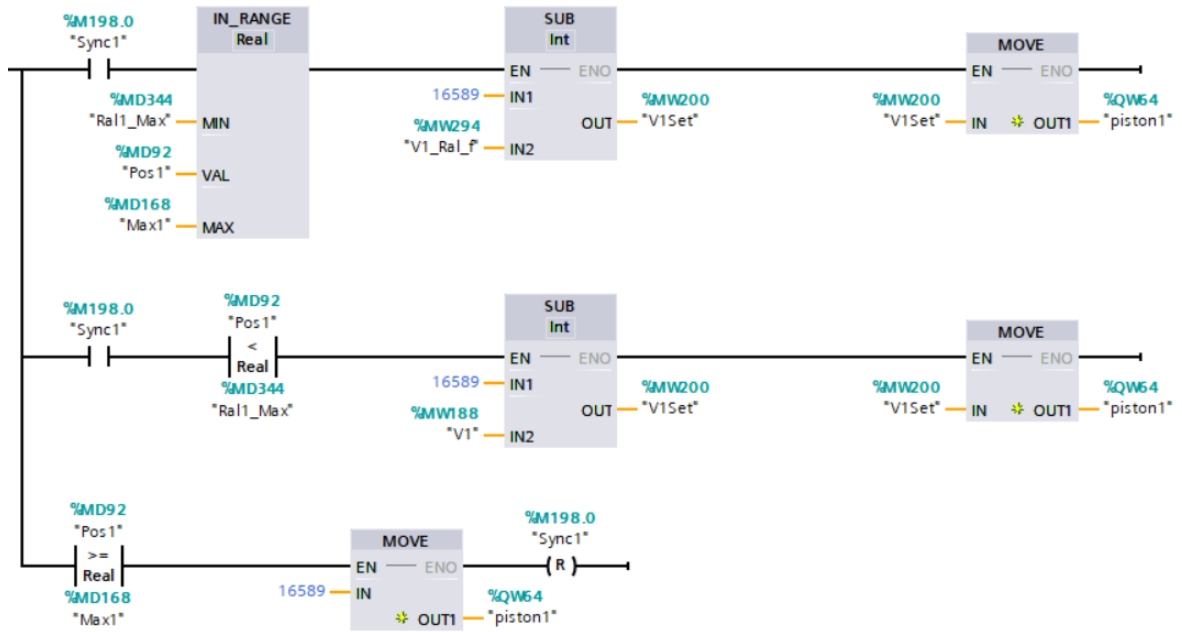 %M198.0
"Sync1"
IN_RANGE
Real
%MD344
"Ral1_Max"
MIN
%MD92
"Pos1"
VAL
%MD168
"Max1"
MAX
SUB
Int
EN
ENO
16589
IN1
%MW294
"V1_Ral_f"
IN2
OUT
%MW200
"V1Set"
MOVE
EN
ENO
%MW200
"V1Set"
IN
OUT1
%QW64
"piston1"
%M198.0
"Sync1"
%MD92
"Pos1"
<
Real
%MD344
"Ral1_Max"
SUB
Int
EN
ENO
16589
IN1
%MW188
"V1"
IN2
OUT
%MW200
"V1Set"
MOVE
EN
ENO
%MW200
"V1Set"
IN
OUT1
%QW64
"piston1"
%MD92
"Pos1"
>=
Real
%MD168
"Max1"
MOVE
EN
ENO
16589
IN
OUT1
%QW64
"piston1"
%M198.0
"Sync1"
R